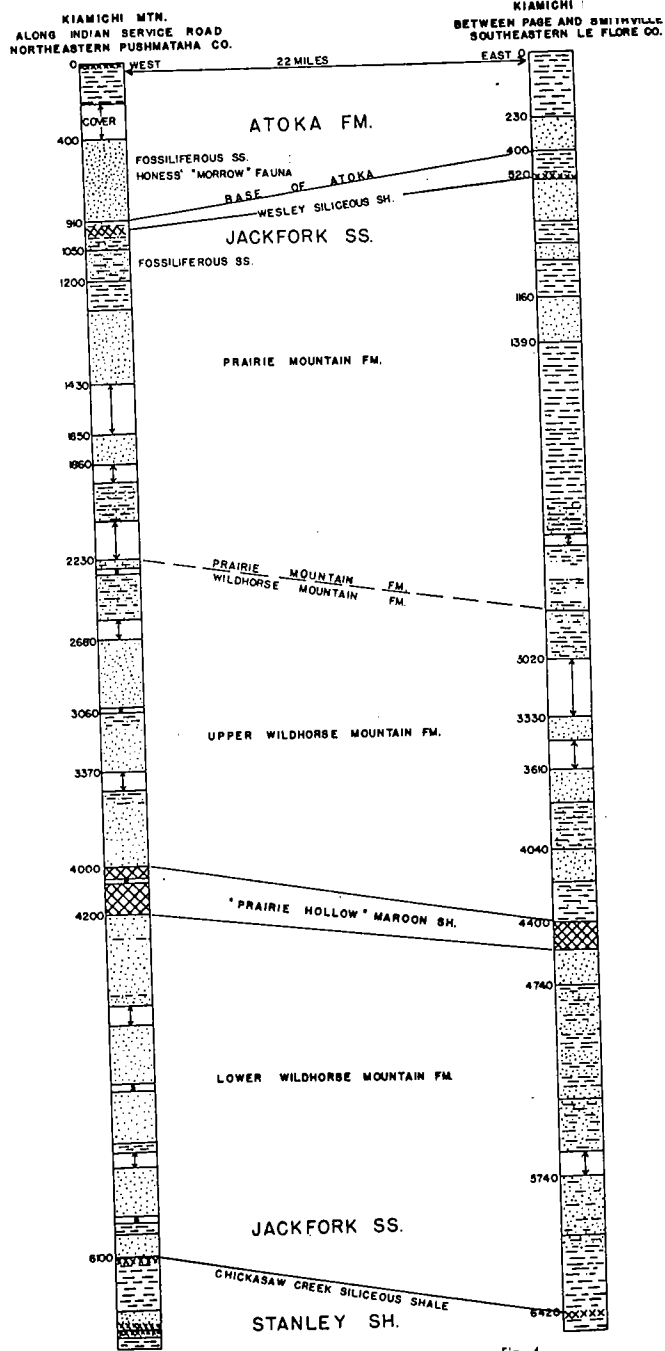 KIAMICHI MTN.
ALONG INDIAN SERVICE ROAD
NORTHEASTERN PUSHMATAHA CO.
KIAMICHI
BETWEEN PAGE AND SMITHVILLE
SOUTHEASTERN LE FLORE CO.
0
WEST
22 MILES
EAST 0
COVER
ATOKA FM.
230
400
FOSSILIFEROUS SS.
HONESS' "MORROW" FAUNA
400
BASE OF ATOKA
520
WESLEY SILICEOUS SH.
910
JACKFORK SS.
1050
FOSSILIFEROUS SS.
1200
1160
1390
PRAIRIE MOUNTAIN FM.
1430
1650
1860
2230
PRAIRIE MOUNTAIN FM.
WILDHORSE MOUNTAIN FM.
2680
3020
3060
3330
UPPER WILDHORSE MOUNTAIN FM.
3370
3610
4040
4000
"PRAIRIE HOLLOW" MAROON SH.
4200
4400
4740
LOWER WILDHORSE MOUNTAIN FM.
5740
JACKFORK SS.
6100
CHICKASAW CREEK SILICEOUS SHALE
6420
STANLEY SH.